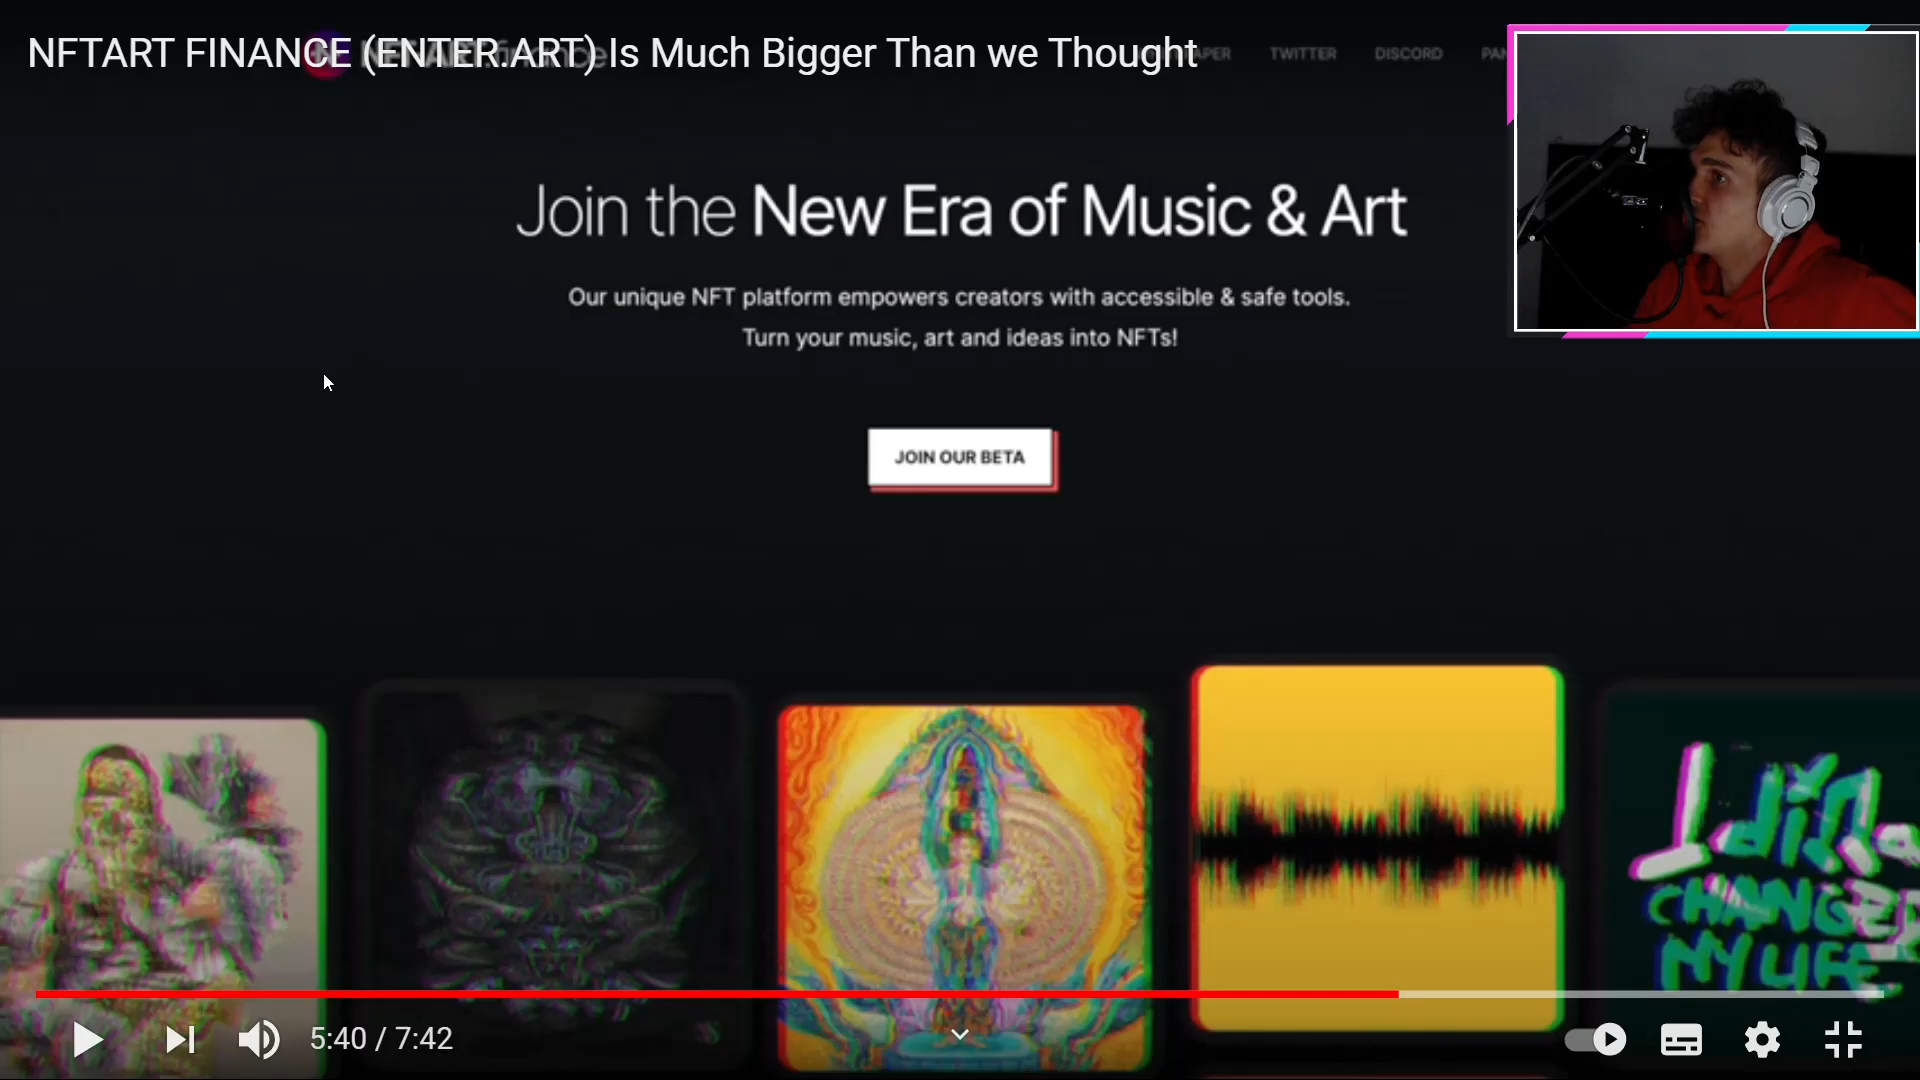 NFTART FINANCE (ENTER.ART) Is Much Bigger Than we Thought
TWITTER DISCORD
Join the New Era of Music & Art
Our unique NFT platform empowers creators with accessible & safe tools.
Turn your music, art and ideas into NFTs!
JOIN OUR BETA
CHANGED
MY LIFE
5:40 / 7:42